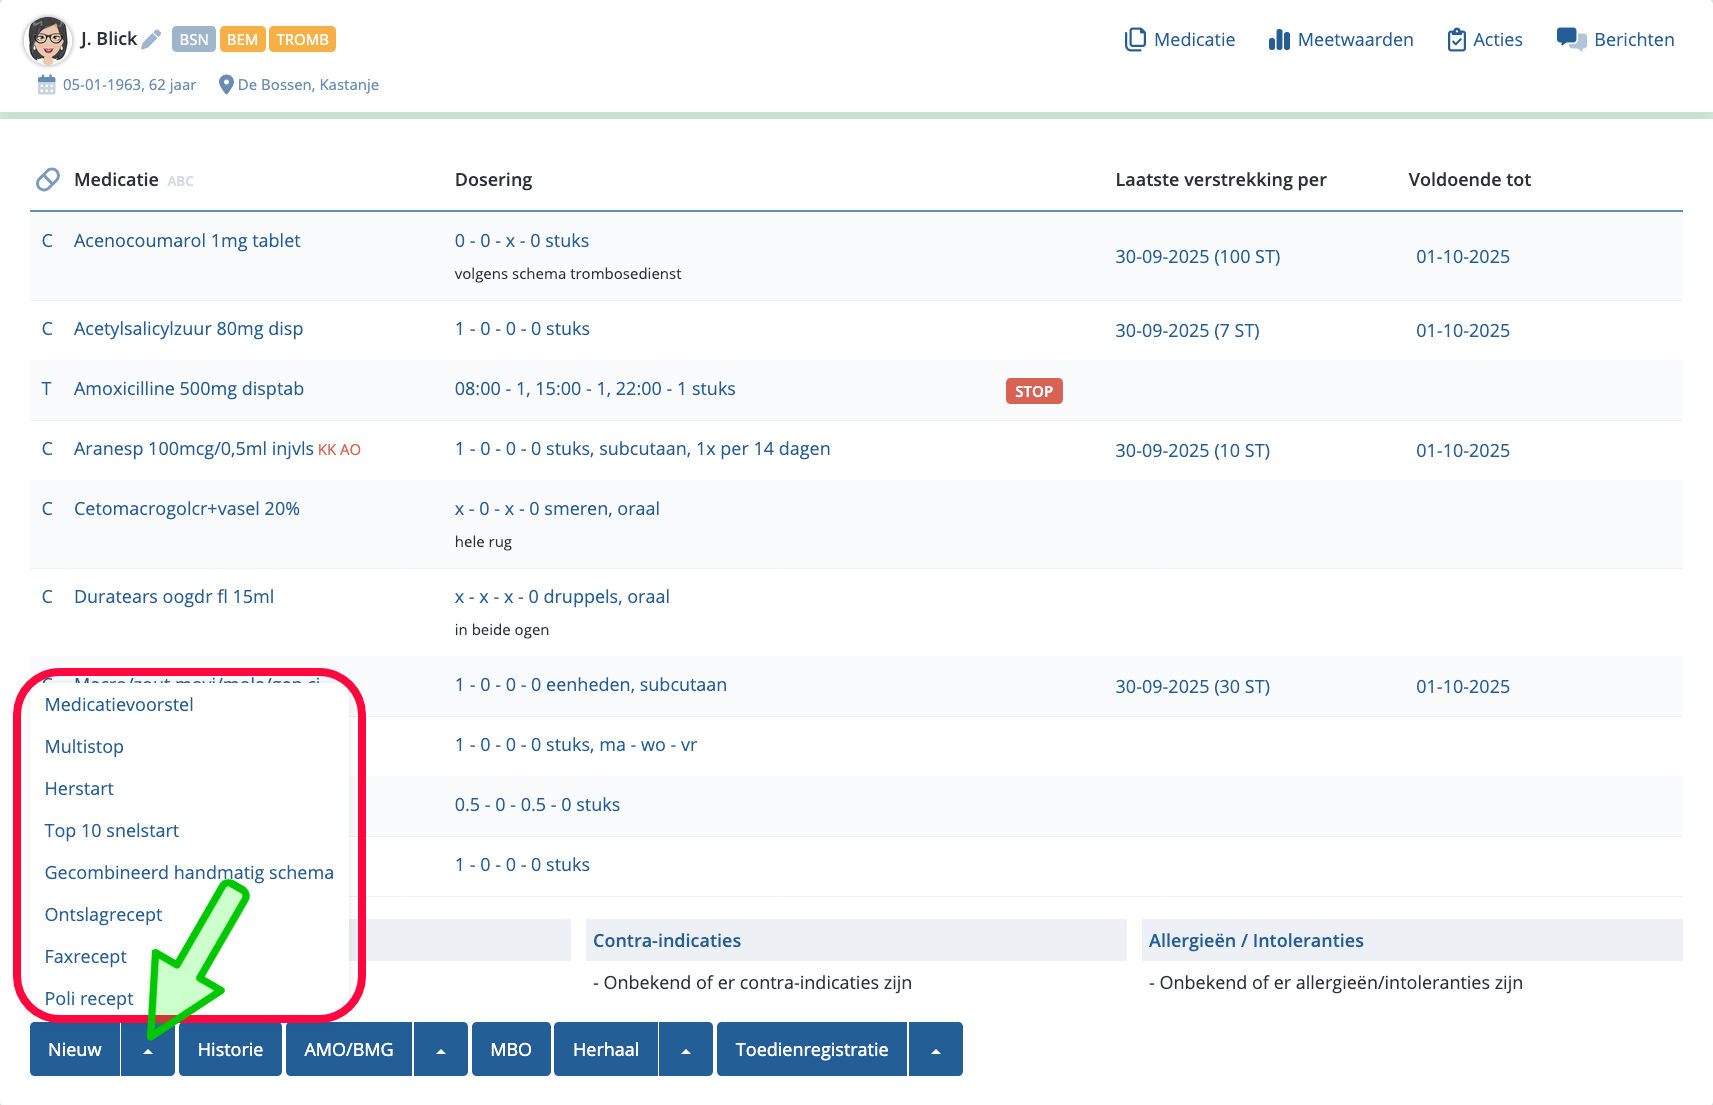 J. Blick BSN BEM TROMB
Medicatie Meetwaarden Acties Berichten
05-01-1963, 62 jaar De Bossen, Kastanje
Medicatie ABC Dosering Laatste verstrekking per Voldoende tot
C Acenocoumarol 1mg tablet 0 - 0 - x - 0 stuks 30-09-2025 (100 ST) 01-10-2025
volgens schema trombosedienst
C Acetylsalicylzuur 80mg disp 1 - 0 - 0 - 0 stuks 30-09-2025 (7 ST) 01-10-2025
T Amoxicilline 500mg disptab 08:00 - 1, 15:00 - 1, 22:00 - 1 stuks STOP
C Aranesp 100mcg/0,5ml injvls KK AO 1 - 0 - 0 - 0 stuks, subcutaan, 1x per 14 dagen 30-09-2025 (10 ST) 01-10-2025
C Cetomacrogolcr+vasel 20% x - 0 - x - 0 smeren, oraal
hele rug
C Duratears oogdr fl 15ml x - x - x - 0 druppels, oraal
in beide ogen
1 - 0 - 0 - 0 eenheden, subcutaan 30-09-2025 (30 ST) 01-10-2025
1 - 0 - 0 - 0 stuks, ma - wo - vr
0.5 - 0 - 0.5 - 0 stuks
1 - 0 - 0 - 0 stuks
Medicatievoorstel
Multistop
Herstart
Top 10 snelstart
Gecombineerd handmatig schema
Ontslagrecept
Faxrecept
Poli recept
Contra-indicaties
- Onbekend of er contra-indicaties zijn
Allergieën / Intoleranties
- Onbekend of er allergieën/intoleranties zijn
Nieuw Historie AMO/BMG MBO Herhaal Toedienregistratie